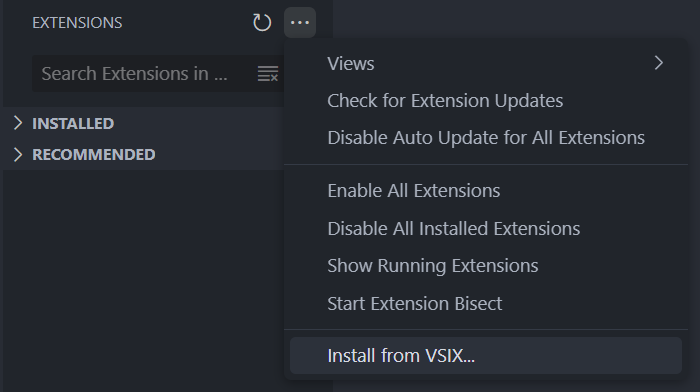 EXTENSIONS
Search Extensions in ...
INSTALLED
RECOMMENDED
Views
Check for Extension Updates
Disable Auto Update for All Extensions
Enable All Extensions
Disable All Installed Extensions
Show Running Extensions
Start Extension Bisect
Install from VSIX...